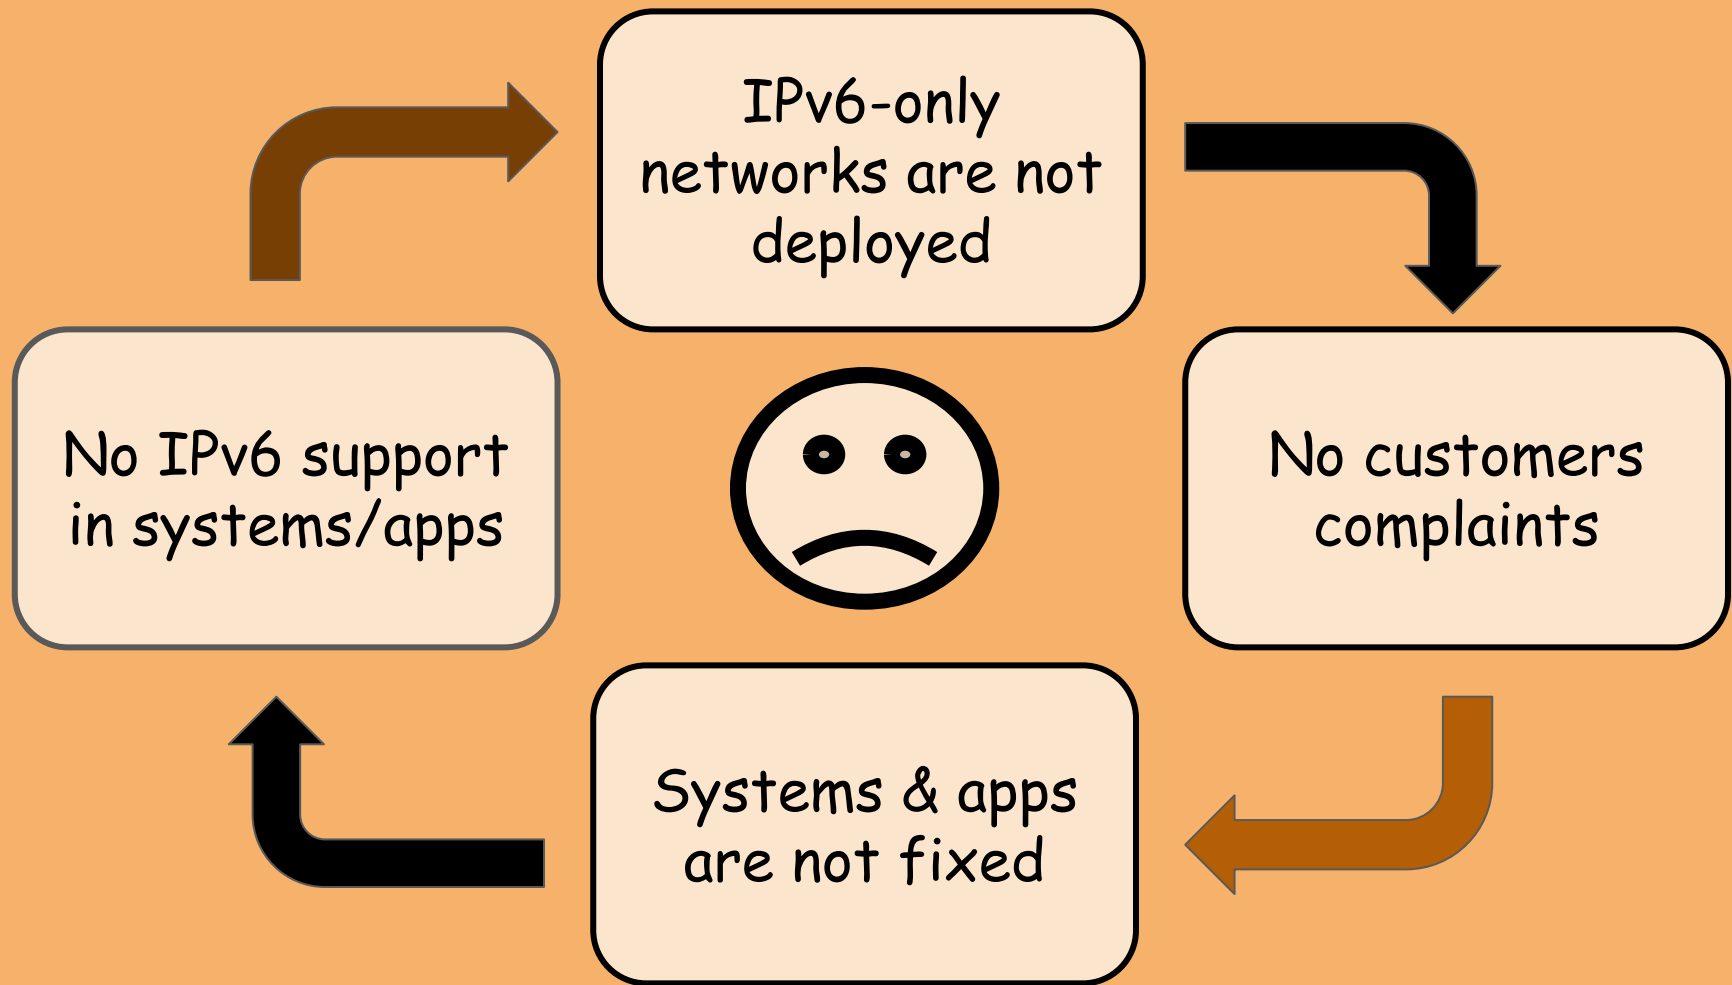 IPv6-only
networks are not
deployed
No IPv6 support
in systems/apps
No customers
complaints
Systems & apps
are not fixed